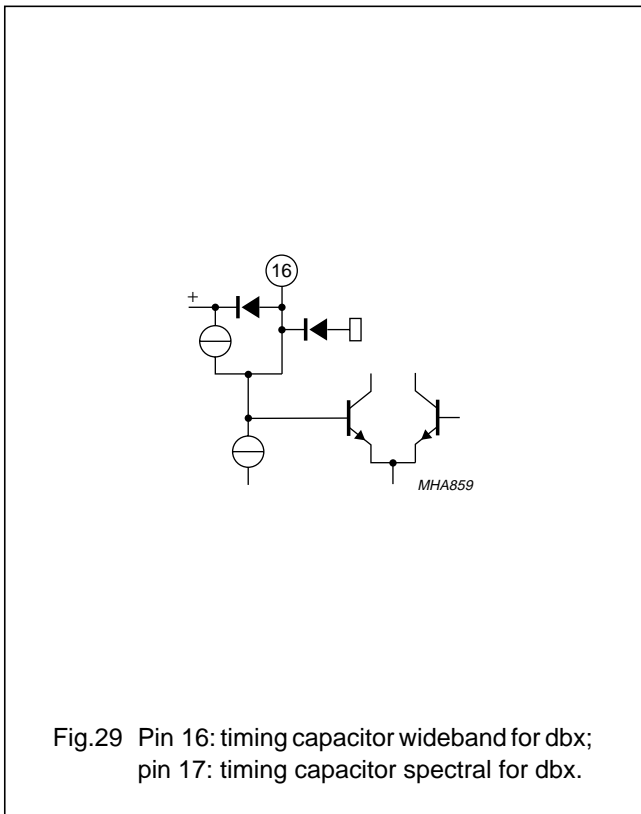 16
+
MHA859
Fig.29 Pin 16: timing capacitor wideband for dbx;
pin 17: timing capacitor spectral for dbx.